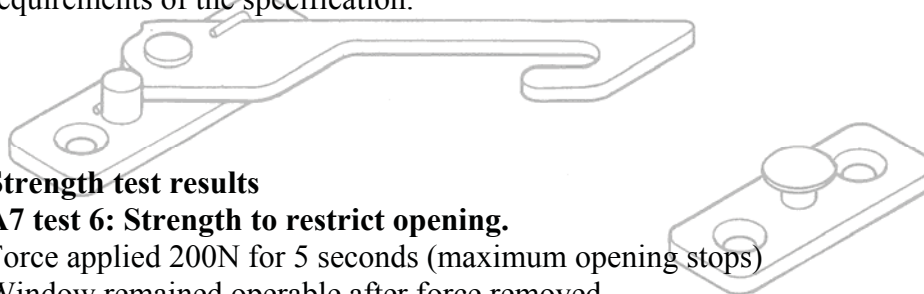 requirements of the specification.
Strength test results
A7 test 6: Strength to restrict opening.
Force applied 200N for 5 seconds (maximum opening stops)
Window remained operable after force removed